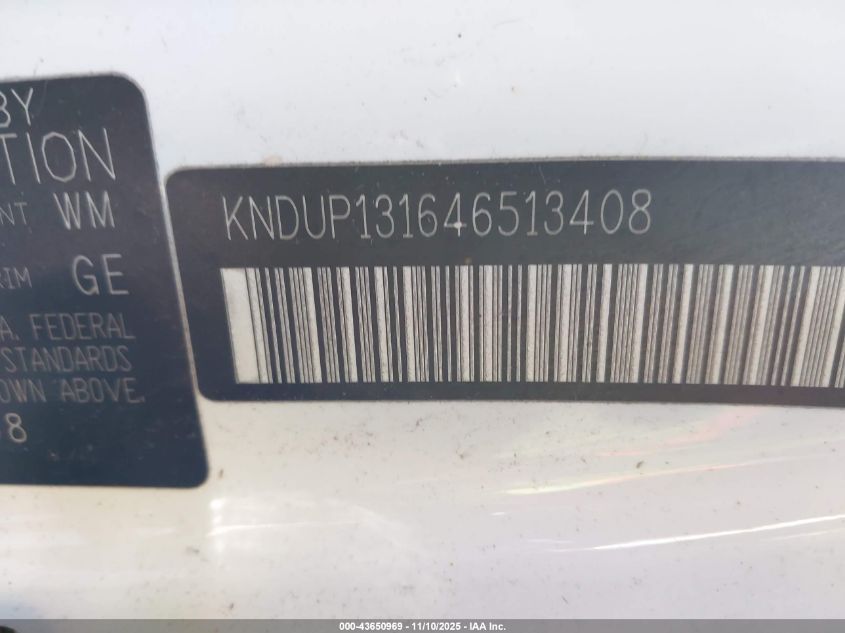 BY
TION
NT WM
RIM GE
A. FEDERAL
STANDARDS
OWN ABOVE.
8
KNDUP131646513408
000-43650969 - 11/10/2025 - IAA Inc.